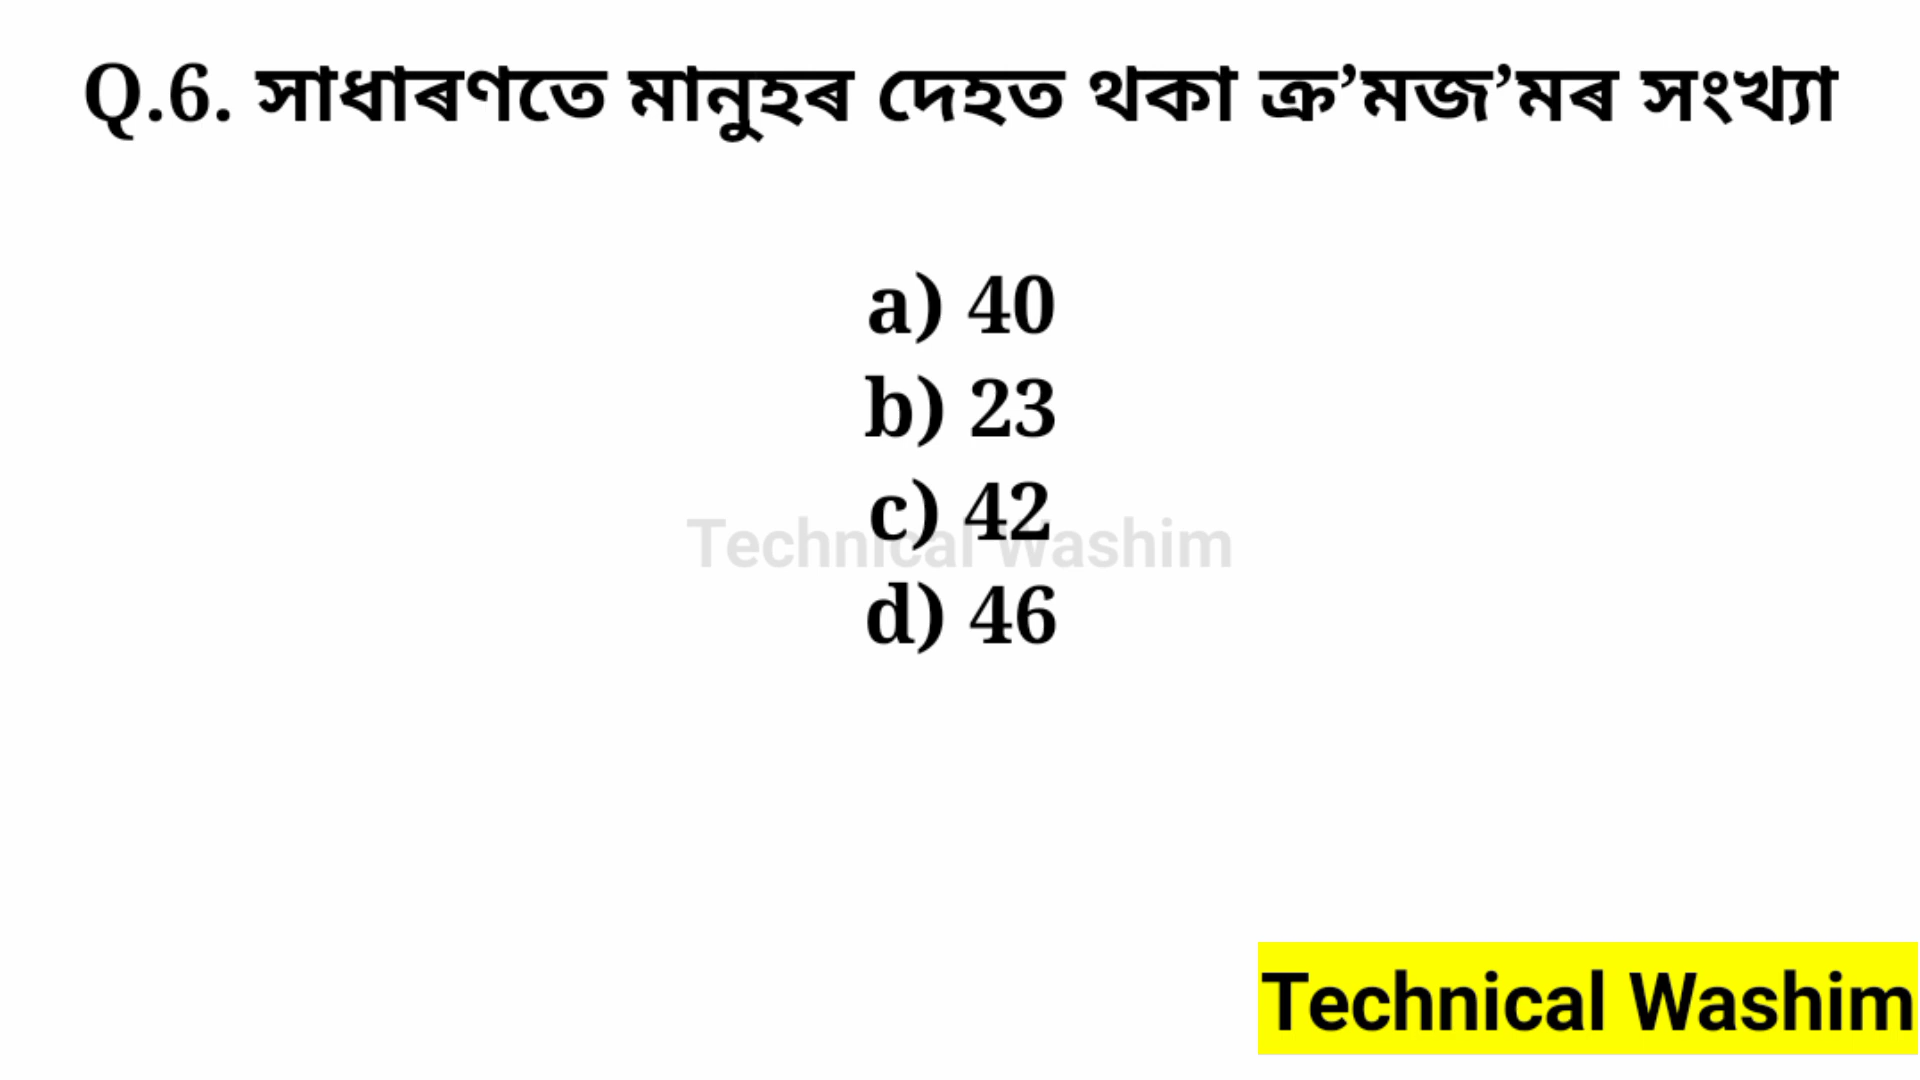 Q.6. সাধাৰণতে মানুহৰ দেহত থকা ক্ৰ’মজ’মৰ সংখ্যা
a) 40
b) 23
c) 42
Technical Washim
d) 46
Technical Washim